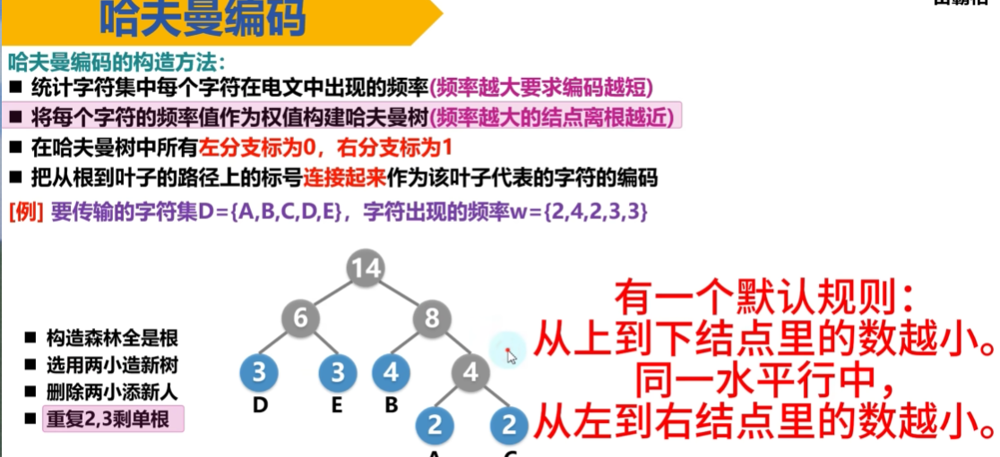 哈夫曼编码
哈夫曼编码的构造方法：
■ 统计字符集中每个字符在电文中出现的频率(频率越大要求编码越短)
■ 将每个字符的频率值作为权值构建哈夫曼树(频率越大的结点离根越近)
■ 在哈夫曼树中所有左分支标为0，右分支标为1
■ 把从根到叶子的路径上的标号连接起来作为该叶子代表的字符的编码
[例] 要传输的字符集D={A,B,C,D,E}，字符出现的频率w={2,4,2,3,3}
14
6 8
3 3 4 4
D E B
2 2
■ 构造森林全是根
■ 选用两小造新树
■ 删除两小添新人
■ 重复2,3剩单根
有一个默认规则：
从上到下结点里的数越小。
同一水平行中，
从左到右结点里的数越小。